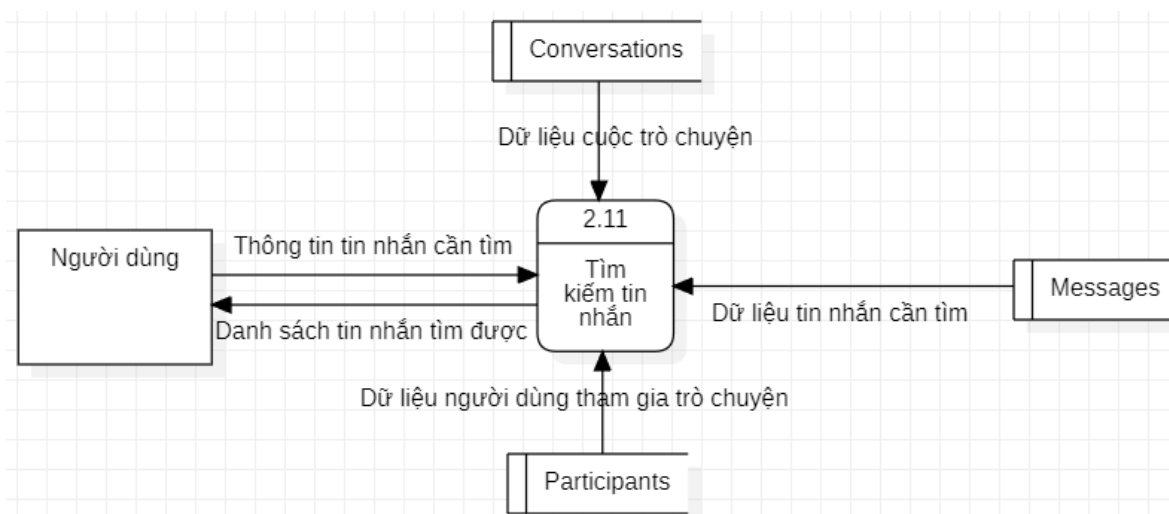 Conversations
Dữ liệu cuộc trò chuyện
2.11
Người dùng
Thông tin tin nhắn cần tìm
Tìm
kiếm tin
nhắn
Messages
Danh sách tin nhắn tìm được
Dữ liệu tin nhắn cần tìm
Dữ liệu người dùng tham gia trò chuyện
Participants